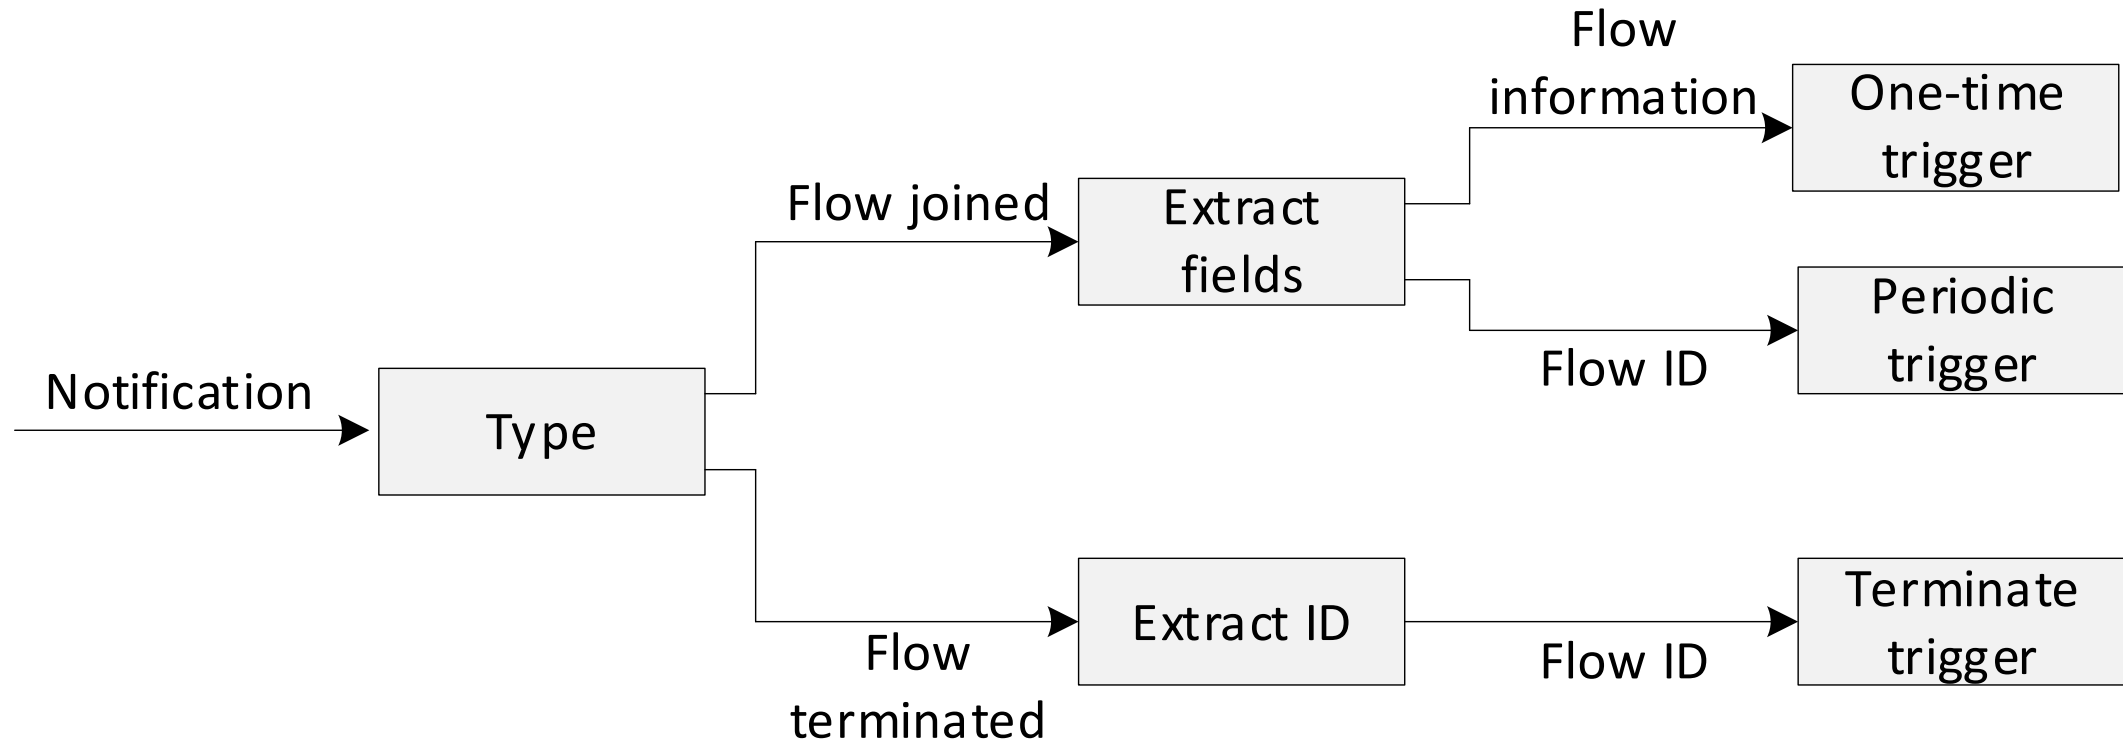 Flow
information
One-time
trigger
Flow joined
Extract
fields
Periodic
trigger
Flow ID
Notification
Type
Flow
terminated
Extract ID
Flow ID
Terminate
trigger